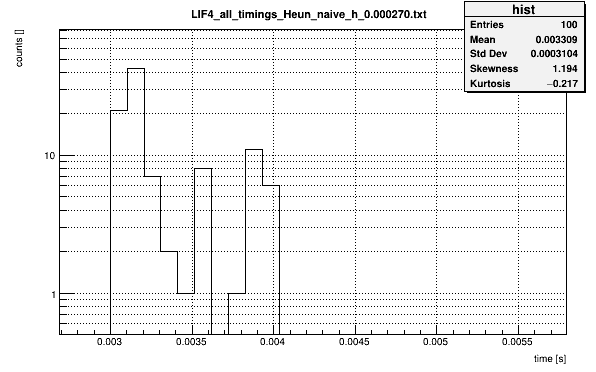 LIF4_all_timings_Heun_naive_h_0.000270.txt
hist
Entries 100
Mean 0.003309
Std Dev 0.0003104
Skewness 1.194
Kurtosis −0.217
counts []
10
1
0.003 0.0035 0.004 0.0045 0.005 0.0055
time [s]